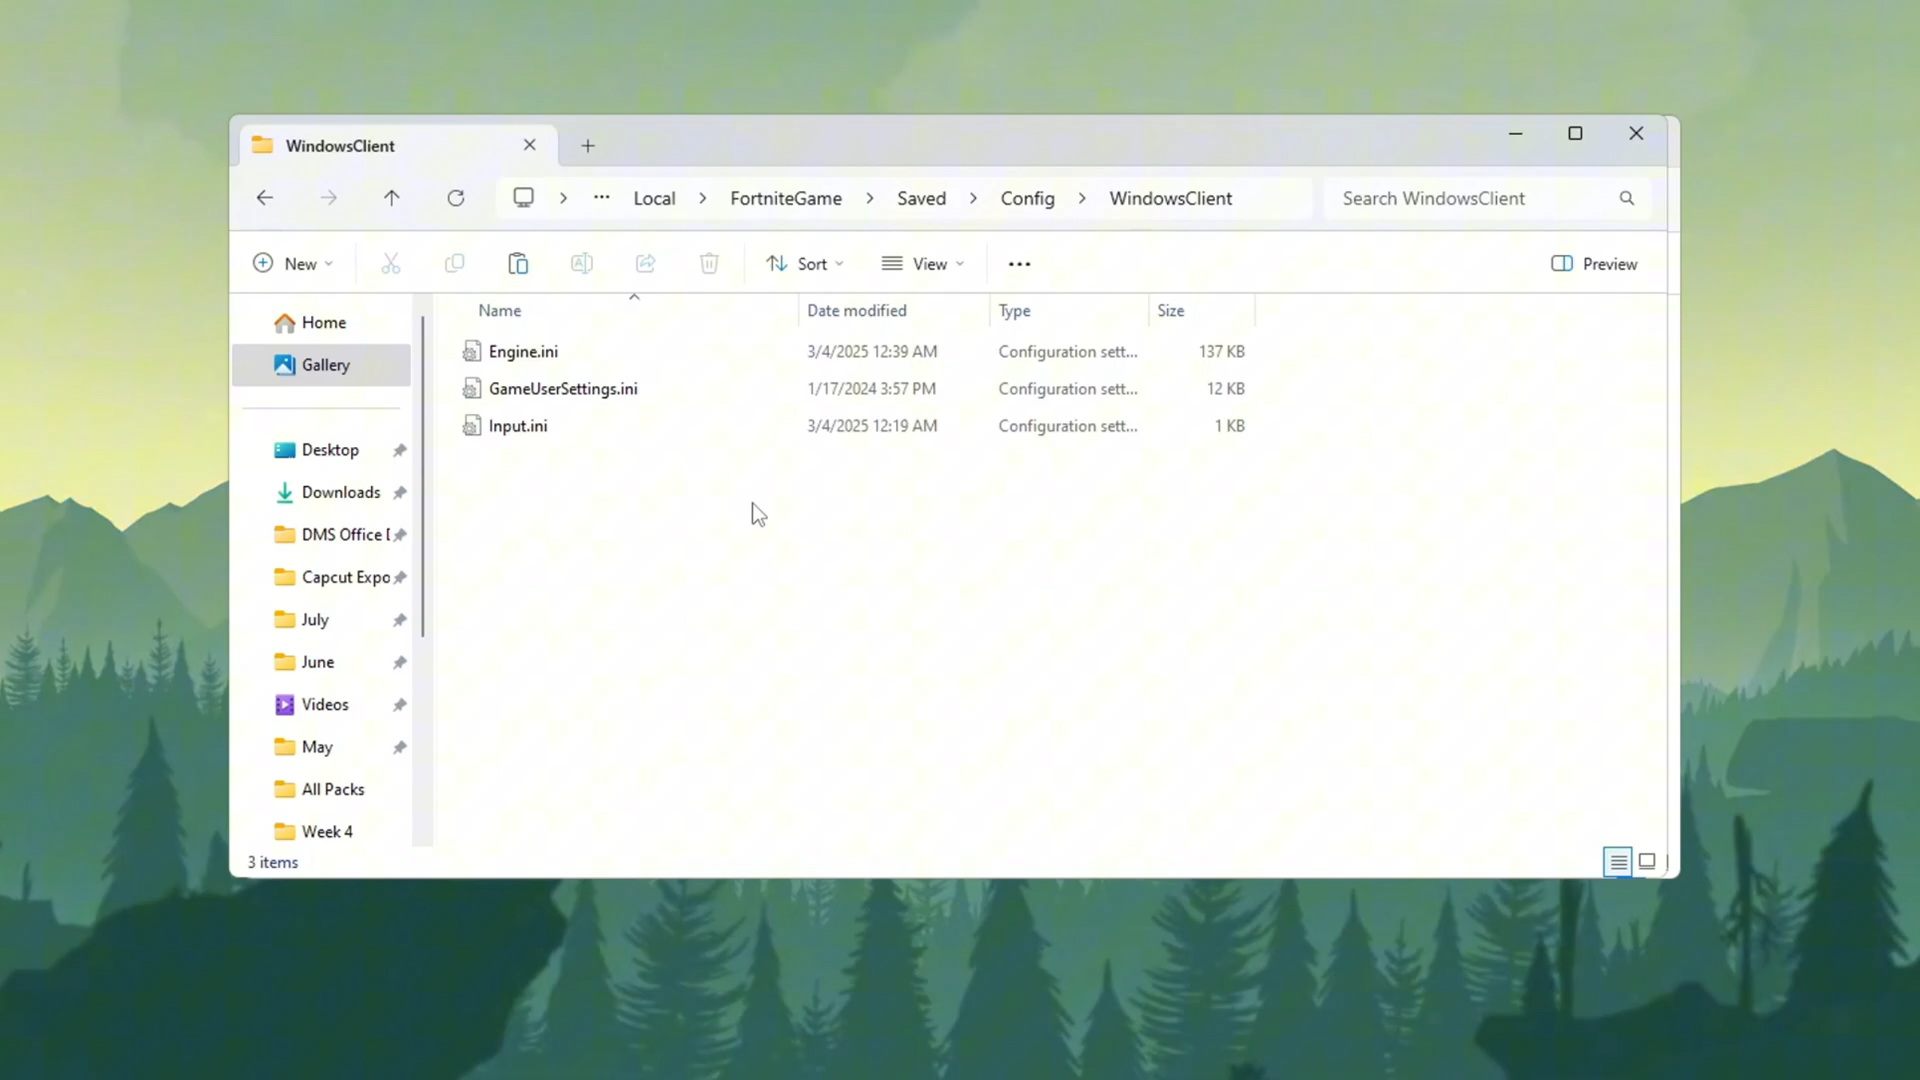 WindowsClient
Local > FortniteGame > Saved > Config > WindowsClient
Search WindowsClient
New
Sort
View
Preview
Name Date modified Type Size
Engine.ini 3/4/2025 12:39 AM Configuration sett... 137 KB
GameUserSettings.ini 1/17/2024 3:57 PM Configuration sett... 12 KB
Input.ini 3/4/2025 12:19 AM Configuration sett... 1 KB
Home
Gallery
Desktop
Downloads
DMS Office
Capcut Expo
July
June
Videos
May
All Packs
Week 4
3 items